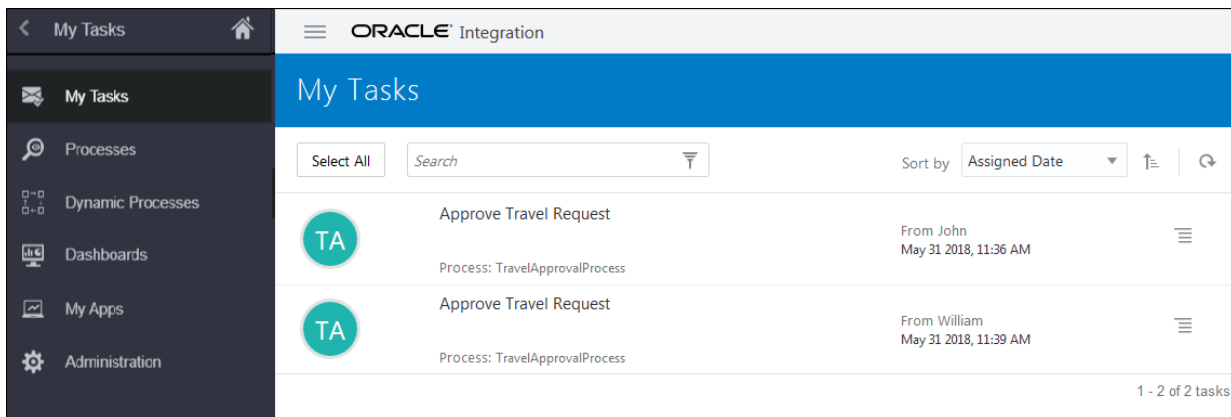 My Tasks
My Tasks
Processes
Dynamic Processes
Dashboards
My Apps
Administration
ORACLE® Integration
My Tasks
Select All
Search
Sort by Assigned Date
TA
Approve Travel Request
Process: TravelApprovalProcess
From John
May 31 2018, 11:36 AM
TA
Approve Travel Request
Process: TravelApprovalProcess
From William
May 31 2018, 11:39 AM
1 - 2 of 2 tasks